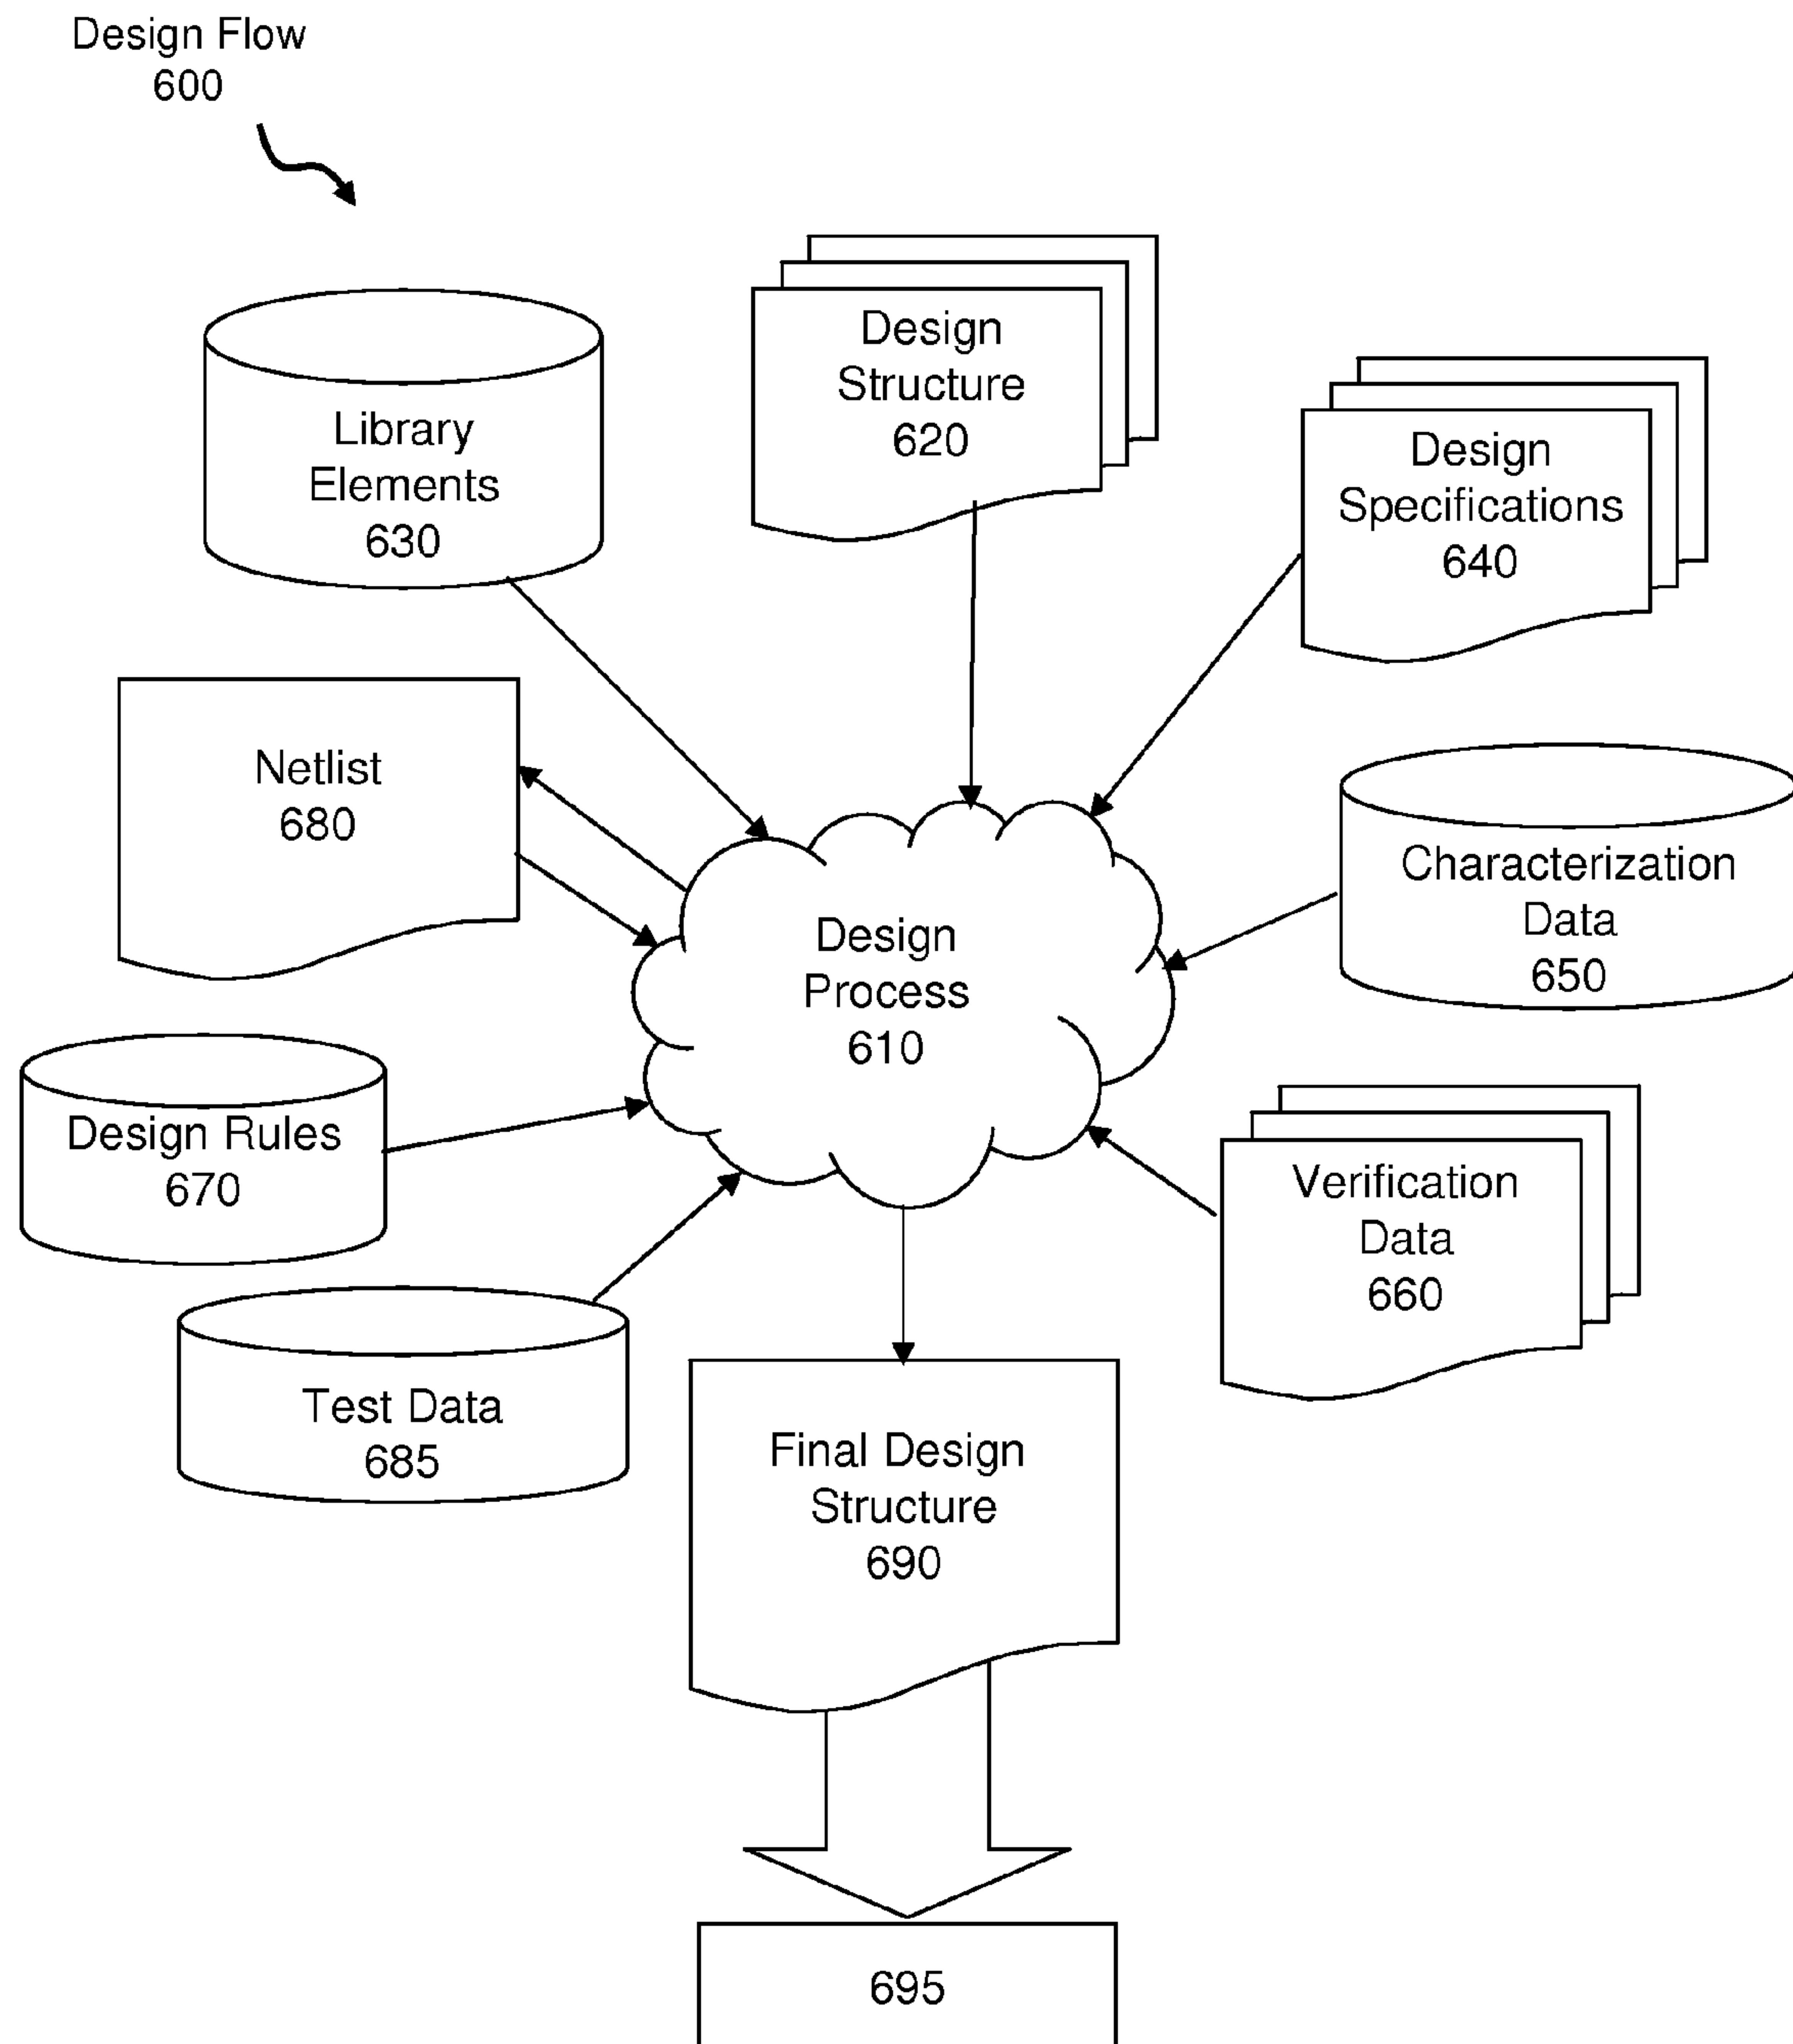 Design Flow
600
Design
Structure
620
Library
Elements
630
Design
Specifications
640
Netlist
680
Characterization
Data
650
Design
Process
610
Design Rules
670
Verification
Data
660
Test Data
685
Final Design
Structure
690
695